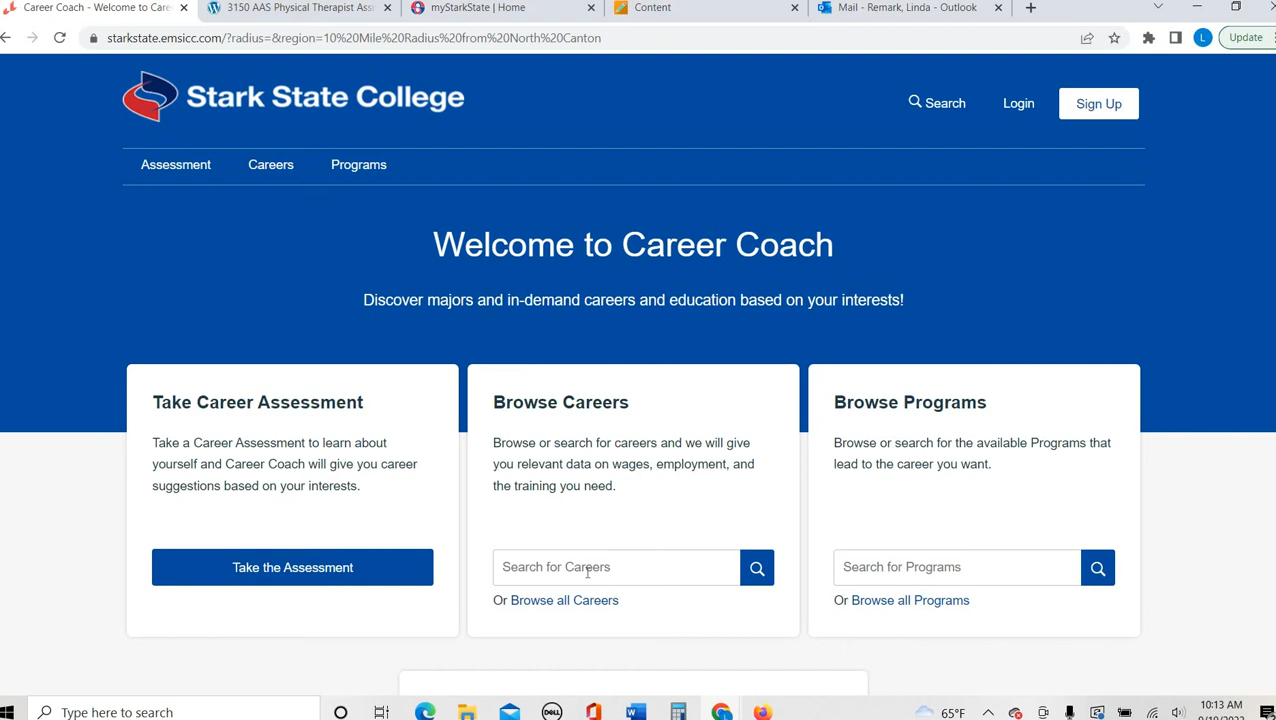 Career Coach - Welcome to Caree
3150 AAS Physical Therapist Ass
myStarkState | Home
Content
Mail - Remark, Linda - Outlook
starkstate.emsicc.com/?radius=&region=10%20Mile%20Radius%20from%20North%20Canton
L
Update
Stark State College
Search
Login
Sign Up
Assessment
Careers
Programs
Welcome to Career Coach
Discover majors and in-demand careers and education based on your interests!
Take Career Assessment
Take a Career Assessment to learn about
yourself and Career Coach will give you career
suggestions based on your interests.
Take the Assessment
Browse Careers
Browse or search for careers and we will give
you relevant data on wages, employment, and
the training you need.
Search for Careers
Or Browse all Careers
Browse Programs
Browse or search for the available Programs that
lead to the career you want.
Search for Programs
Or Browse all Programs
Type here to search
DELL
65°F
10:13 AM